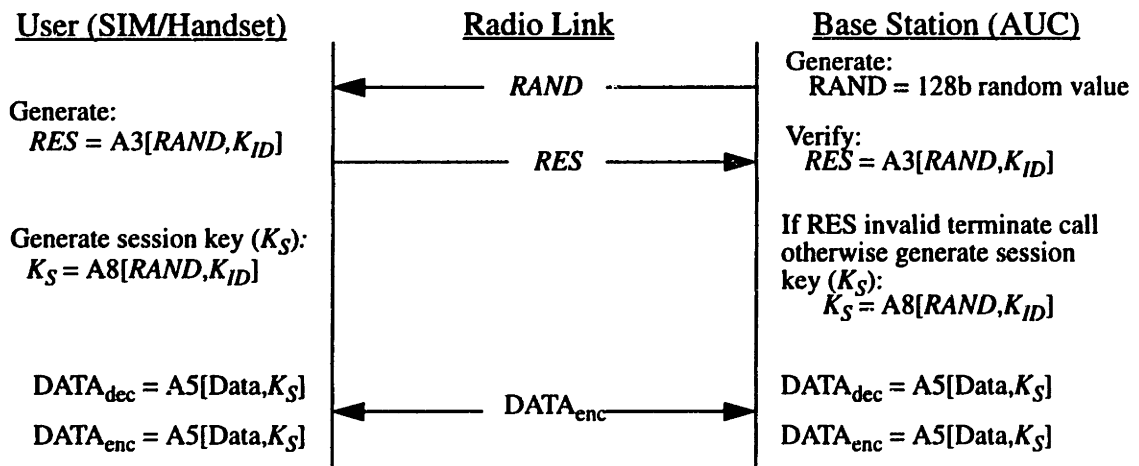 User (SIM/Handset)
Radio Link
Base Station (AUC)
Generate:
RAND = 128b random value
RAND
Generate:
RES = A3[RAND,K_ID]
Verify:
RES = A3[RAND,K_ID]
RES
Generate session key (K_S):
K_S = A8[RAND,K_ID]
If RES invalid terminate call
otherwise generate session
key (K_S):
K_S = A8[RAND,K_ID]
DATA_dec = A5[Data,K_S]
DATA_enc = A5[Data,K_S]
DATA_enc
DATA_dec = A5[Data,K_S]
DATA_enc = A5[Data,K_S]